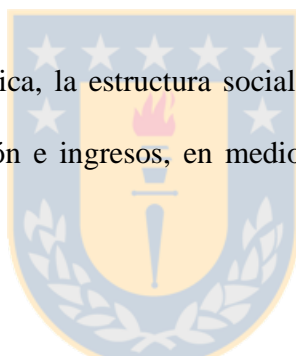 ica, la estructura social
ón e ingresos, en medio